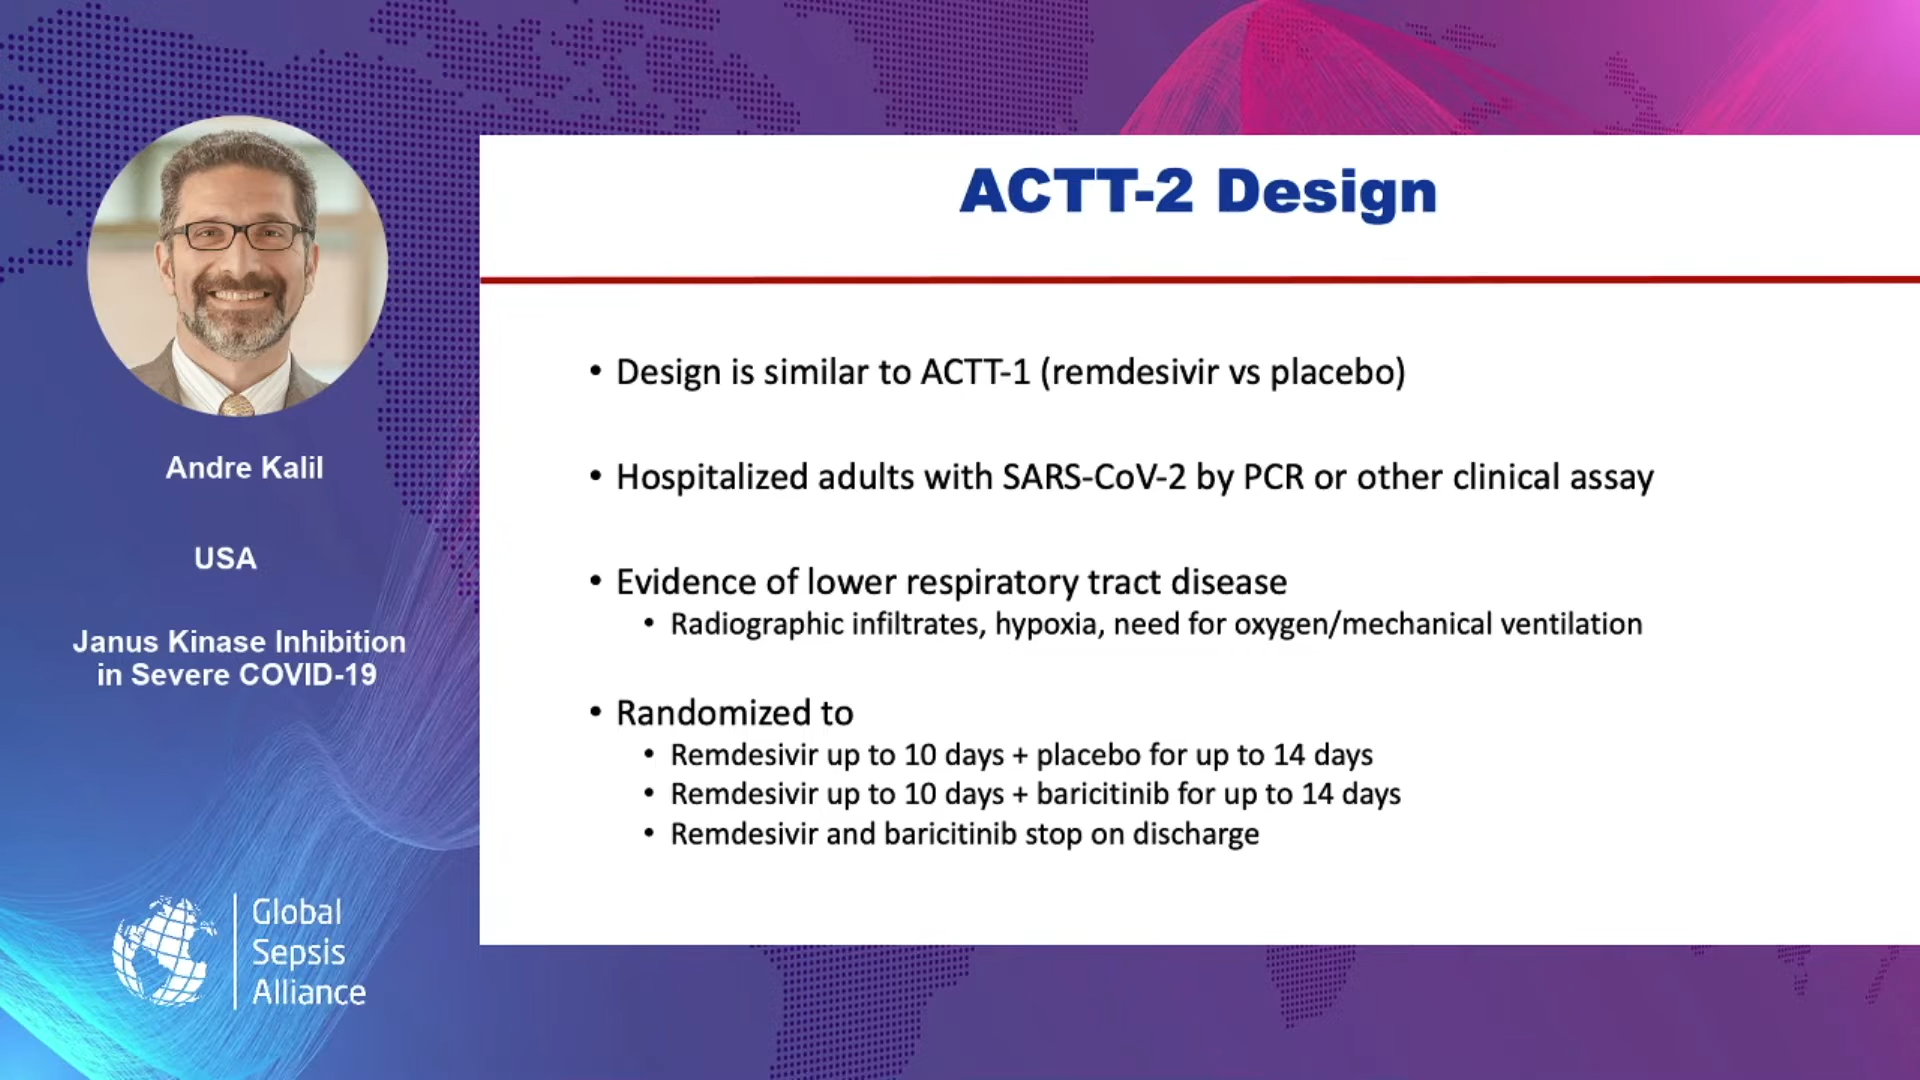 Andre Kalil
USA
Janus Kinase Inhibition
in Severe COVID-19
Global
Sepsis
Alliance
ACTT-2 Design
• Design is similar to ACTT-1 (remdesivir vs placebo)
• Hospitalized adults with SARS-CoV-2 by PCR or other clinical assay
• Evidence of lower respiratory tract disease
• Radiographic infiltrates, hypoxia, need for oxygen/mechanical ventilation
• Randomized to
• Remdesivir up to 10 days + placebo for up to 14 days
• Remdesivir up to 10 days + baricitinib for up to 14 days
• Remdesivir and baricitinib stop on discharge